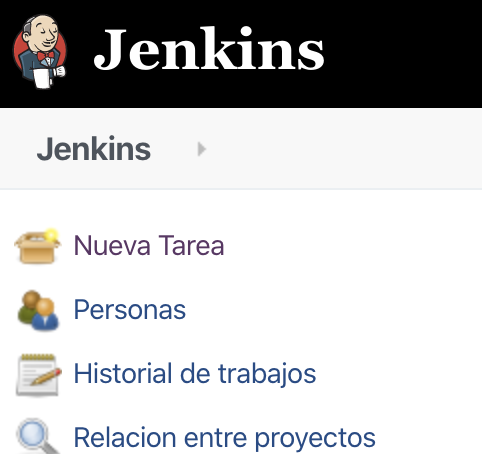 Jenkins
Jenkins
Nueva Tarea
Personas
Historial de trabajos
Relacion entre proyectos